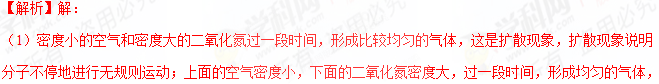 【解析】解：
（1）密度小的空气和密度大的二氧化氮过一段时间，形成比较均匀的气体，这是扩散现象，扩散现象说明
分子不停地进行无规则运动；上面的空气密度小，下面的二氧化氮密度大，过一段时间，形成均匀的气体，